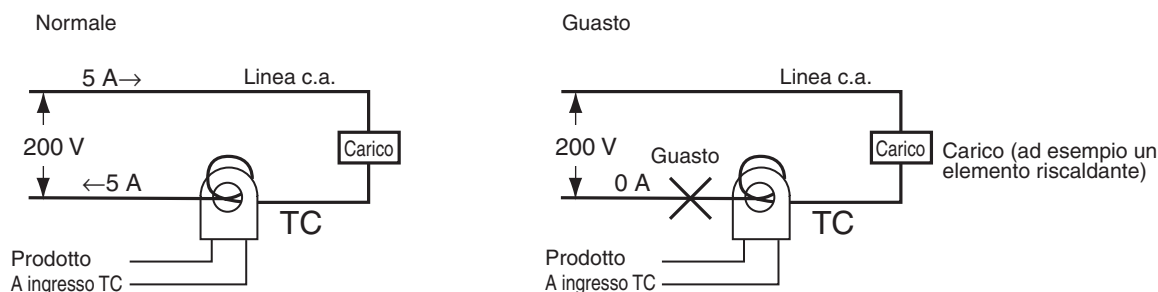 Normale
5 A→
Linea c.a.
200 V
Carico
←5 A
TC
Prodotto
A ingresso TC
Guasto
Linea c.a.
200 V
Guasto
Carico
Carico (ad esempio un
elemento riscaldante)
0 A
TC
Prodotto
A ingresso TC